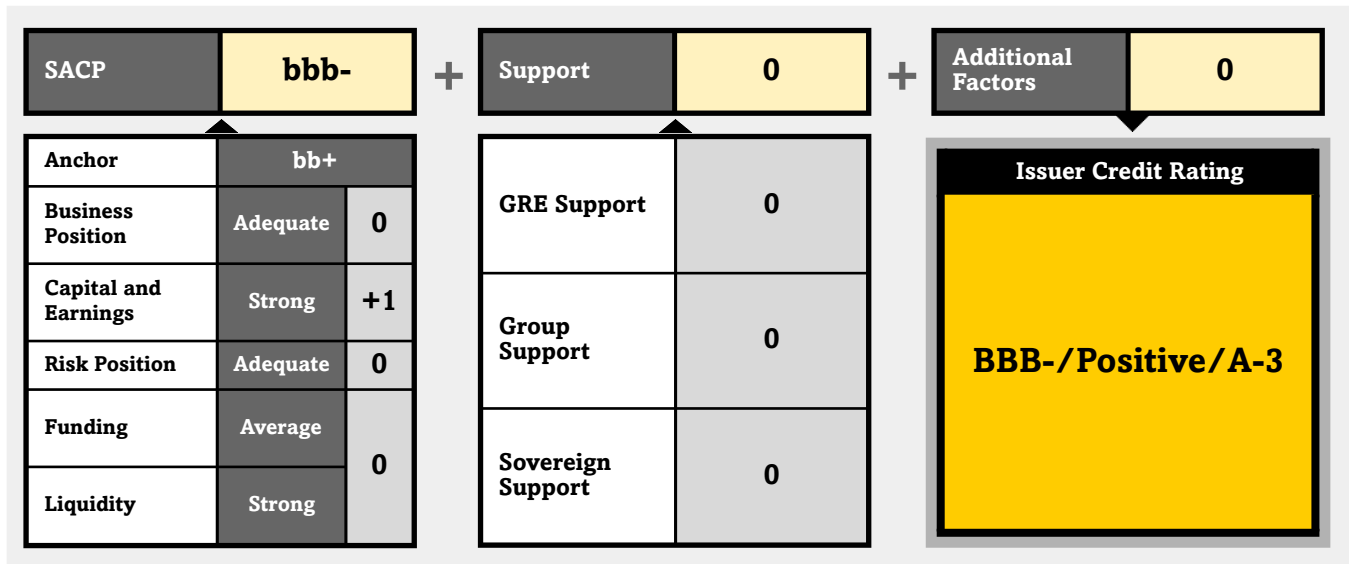 SACP
bbb-
+
Support
0
+
Additional
Factors
0
Anchor
bb+
Business
Position
Adequate
0
Capital and
Earnings
Strong
+1
Risk Position
Adequate
0
Funding
Average
0
Liquidity
Strong
GRE Support
0
Group
Support
0
Sovereign
Support
0
Issuer Credit Rating
BBB-/Positive/A-3